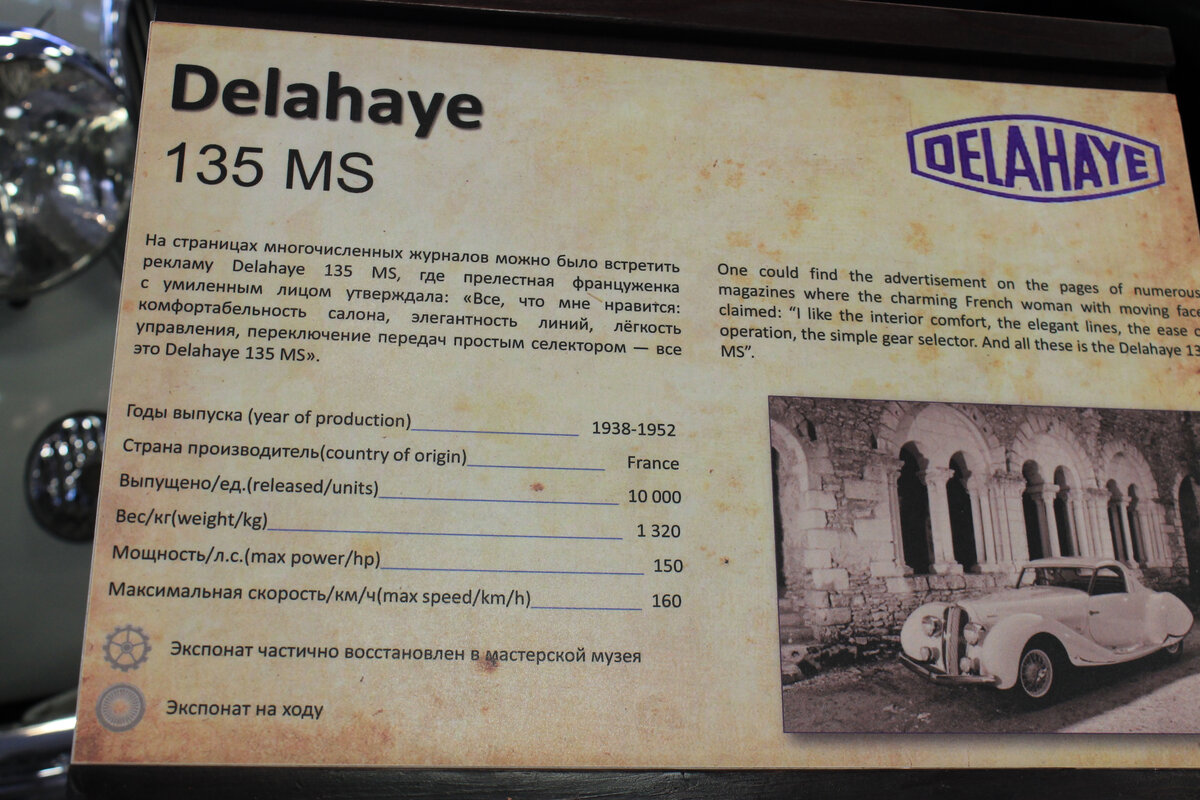 Delahaye
135 MS
DELAHAYE
На страницах многочисленных журналов можно было встретить
рекламу Delahaye 135 MS, где прелестная француженка
с умиленным лицом утверждала: «Все, что мне нравится:
комфортабельность салона, элегантность линий, лёгкость
управления, переключение передач простым селектором — все
это Delahaye 135 MS».
One could find the advertisement on the pages of numerous
magazines where the charming French woman with moving face
claimed: “I like the interior comfort, the elegant lines, the ease
operation, the simple gear selector. And all these is the Delahaye
MS”.
Годы выпуска (year of production) 1938-1952
Страна производитель(country of origin) France
Выпущено/ед.(released/units) 10 000
Вес/кг(weight/kg) 1 320
Мощность/л.с.(max power/hp) 150
Максимальная скорость/км/ч(max speed/km/h) 160
Экспонат частично восстановлен в мастерской музея
Экспонат на ходу